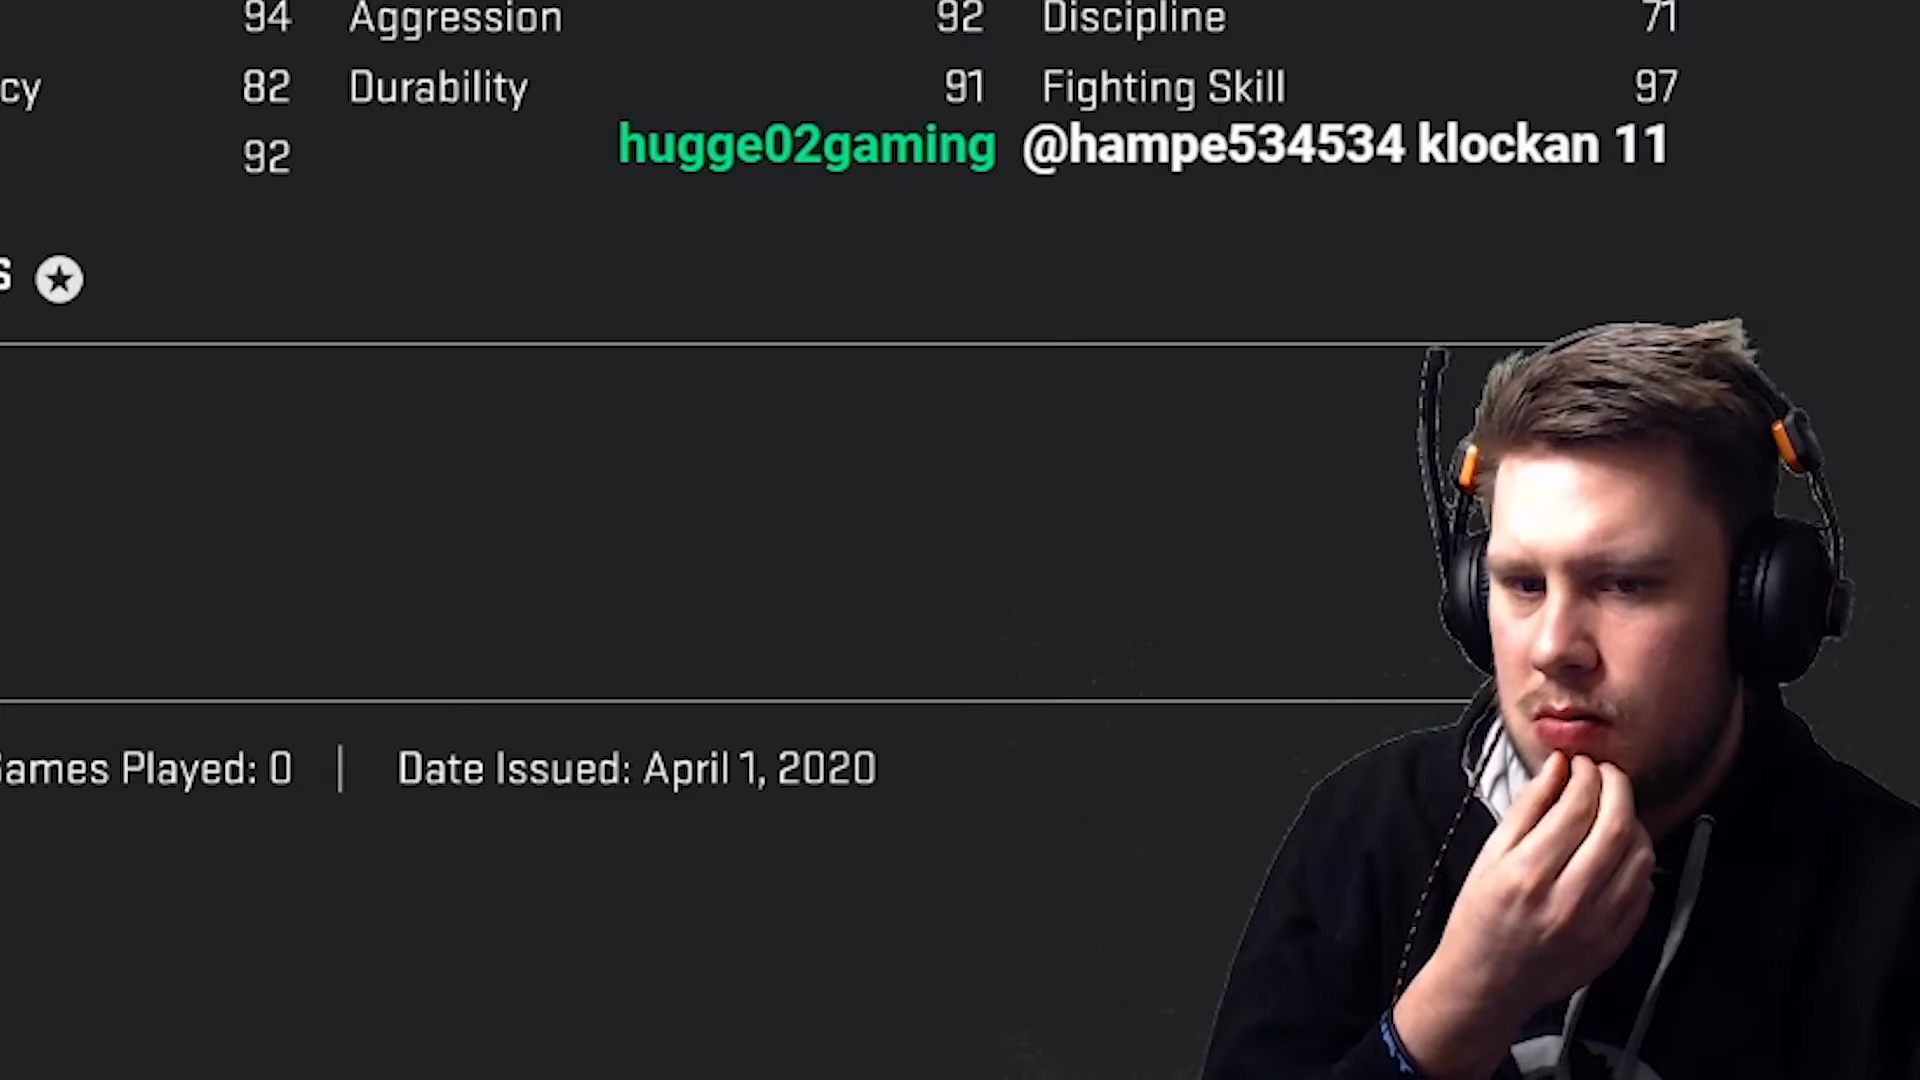 94 Aggression 92 Discipline 71
cy 82 Durability 91 Fighting Skill 97
hugge02gaming @hampe534534 klockan 11
92
S
Games Played: 0 | Date Issued: April 1, 2020